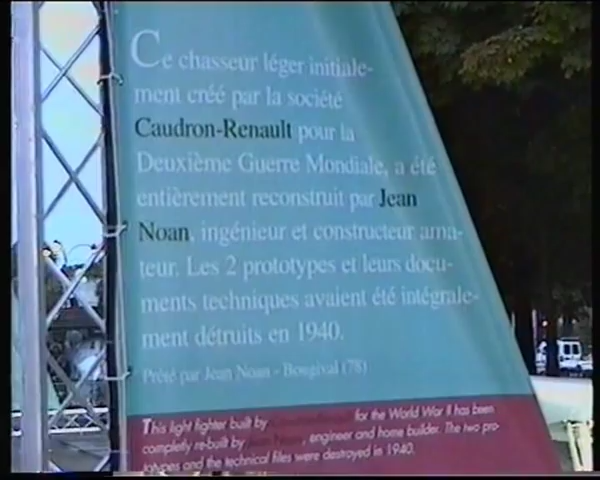 Ce chasseur léger initiale-
ment créé par la société
Caudron-Renault pour la
Deuxième Guerre Mondiale, a été
entièrement reconstruit par Jean
Noan, ingénieur et constructeur ama-
teur. Les 2 prototypes et leurs docu-
ments techniques avaient été intégrale-
ment détruits en 1940.
Prêté par Jean Noan - Bougival (78)
This light fighter built by for the World War II has been
completly re-built by Jean Noan, engineer and home builder. The two pro-
totypes and the technical files were destroyed in 1940.